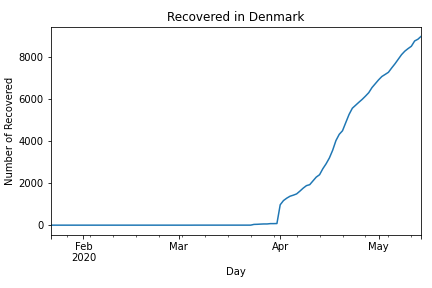 Recovered in Denmark
Number of Recovered
8000
6000
4000
2000
0
Feb
2020
Mar
Apr
May
Day